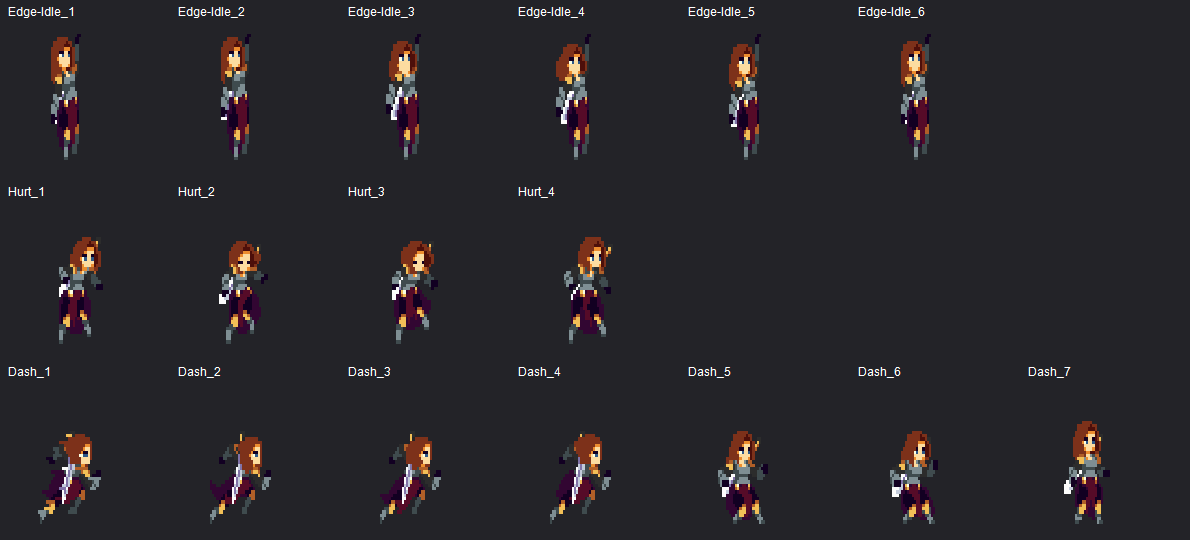 Edge-Idle_1 Edge-Idle_2 Edge-Idle_3 Edge-Idle_4 Edge-Idle_5 Edge-Idle_6
Hurt_1 Hurt_2 Hurt_3 Hurt_4
Dash_1 Dash_2 Dash_3 Dash_4 Dash_5 Dash_6 Dash_7